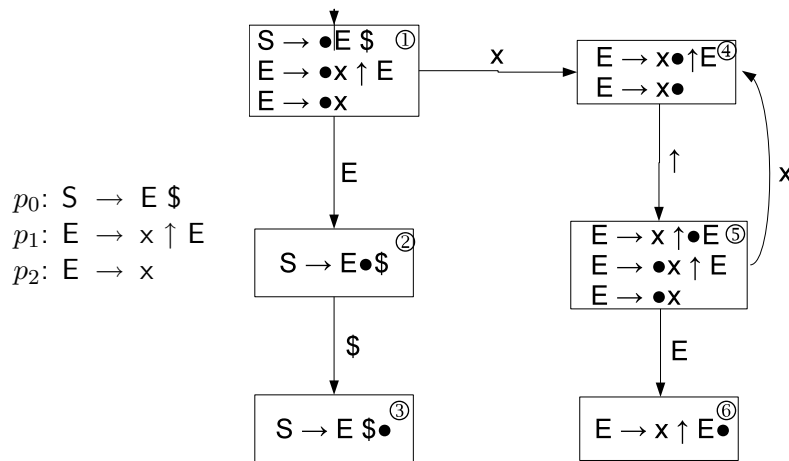 S → ●E $ ①
E → ●x ↑ E
E → ●x
x
E → x● ↑E ④
E → x●
E
↑
x
p0: S → E $
p1: E → x ↑ E
p2: E → x
S → E●$ ②
E → x ↑●E ⑤
E → ●x ↑ E
E → ●x
$
E
S → E $● ③
E → x ↑ E● ⑥